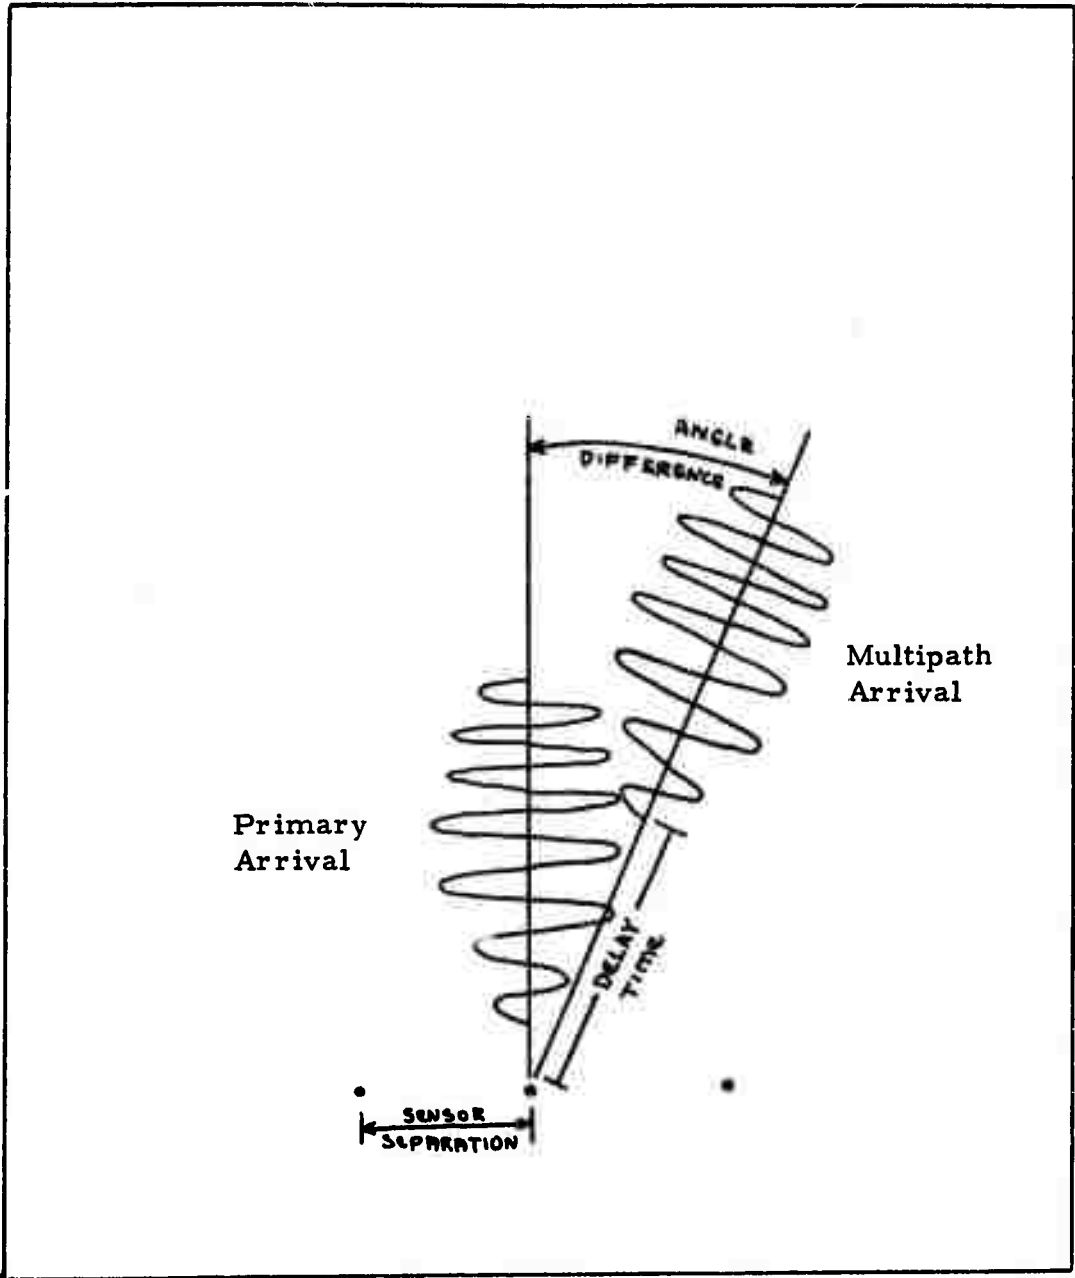 ANGLE
DIFFERENCE
Multipath
Arrival
Primary
Arrival
DELAY
TIME
SENSOR
SEPARATION